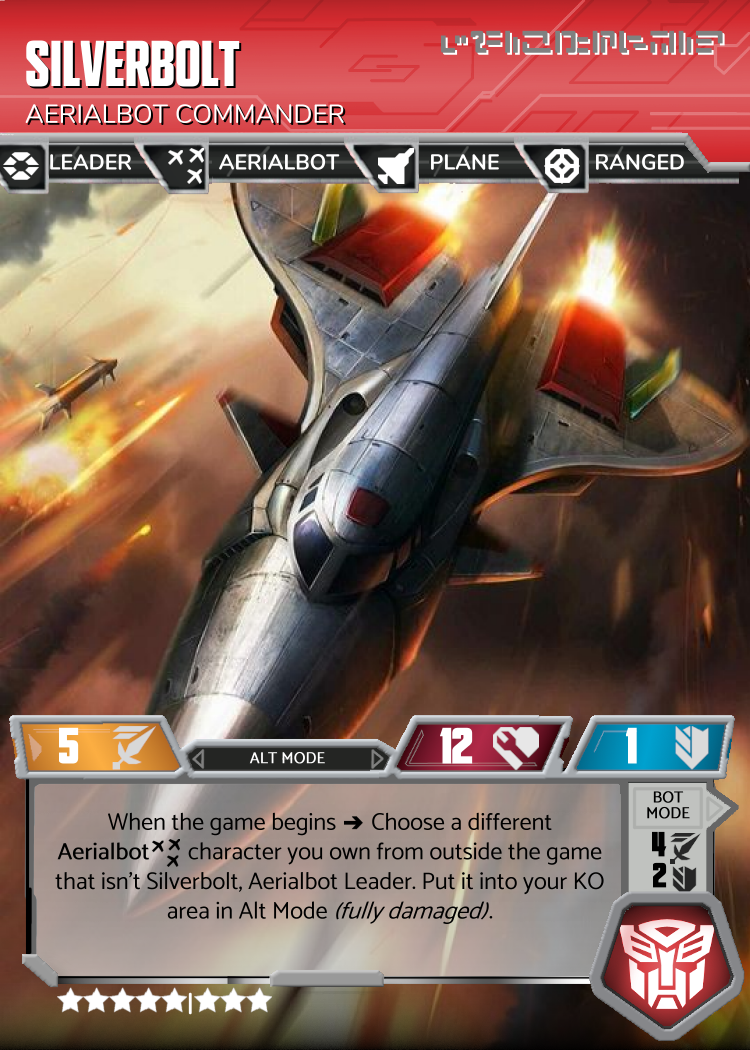 SILVERBOLT
AERIALBOT COMMANDER
LEADER AERIALBOT PLANE RANGED
5 ALT MODE 12 1
When the game begins ➔ Choose a different
Aerialbot character you own from outside the game
that isn't Silverbolt, Aerialbot Leader. Put it into your KO
area in Alt Mode (fully damaged).
BOT
MODE
4
2